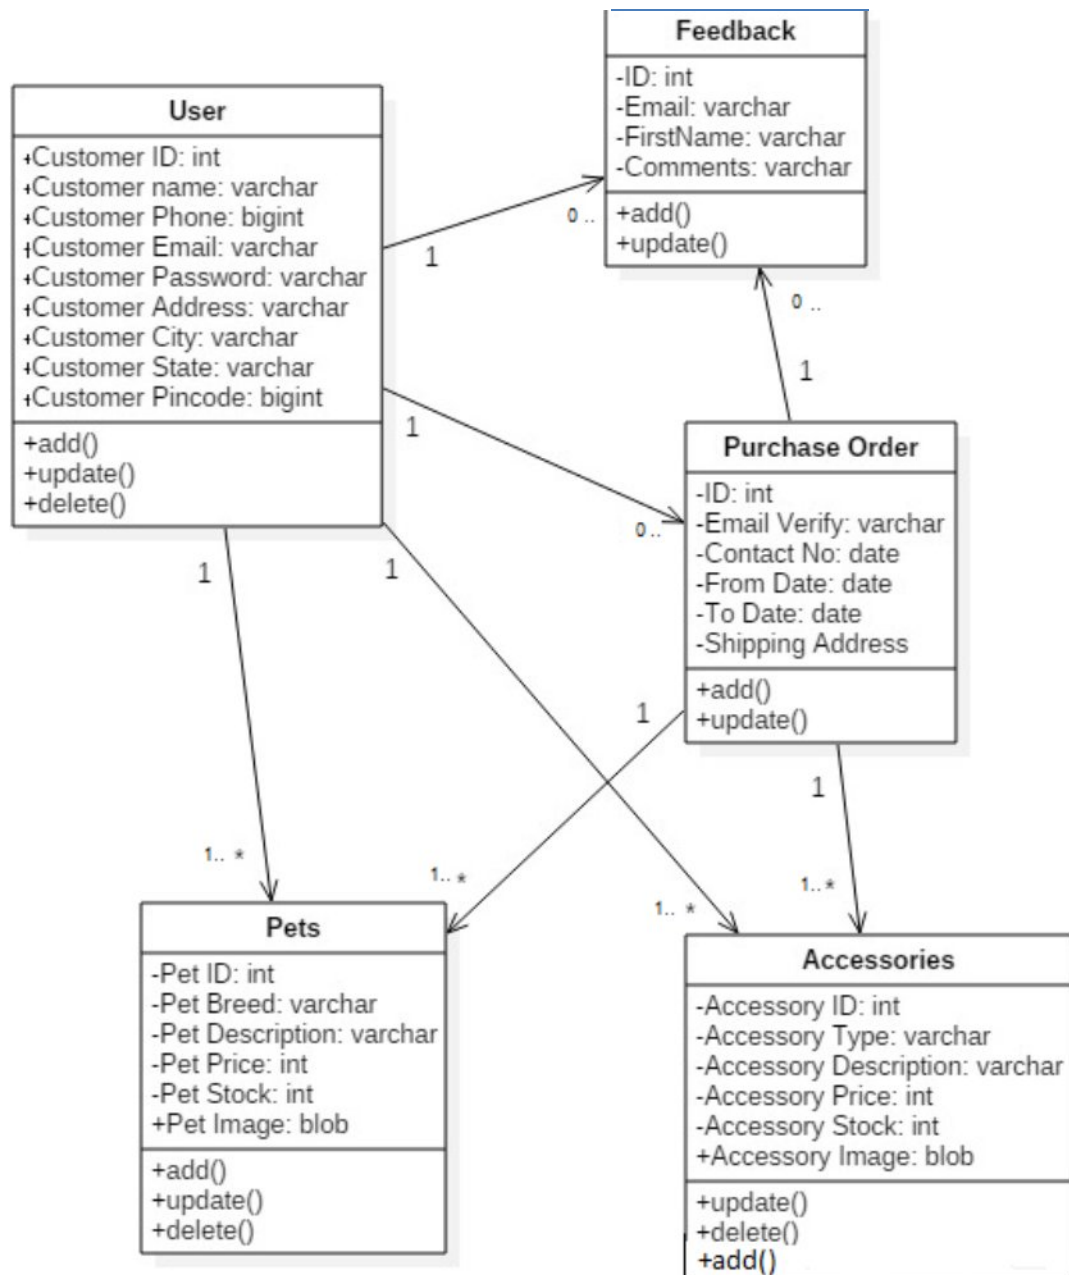 Feedback
-ID: int
-Email: varchar
-FirstName: varchar
-Comments: varchar
+add()
+update()
User
+Customer ID: int
+Customer name: varchar
+Customer Phone: bigint
+Customer Email: varchar
+Customer Password: varchar
+Customer Address: varchar
+Customer City: varchar
+Customer State: varchar
+Customer Pincode: bigint
+add()
+update()
+delete()
1
0 ..
0 ..
1
1
0 ..
Purchase Order
-ID: int
-Email Verify: varchar
-Contact No: date
-From Date: date
-To Date: date
-Shipping Address
+add()
+update()
1
1
1
1
1.. *
1.. *
1.. *
1.. *
Pets
-Pet ID: int
-Pet Breed: varchar
-Pet Description: varchar
-Pet Price: int
-Pet Stock: int
+Pet Image: blob
+add()
+update()
+delete()
Accessories
-Accessory ID: int
-Accessory Type: varchar
-Accessory Description: varchar
-Accessory Price: int
-Accessory Stock: int
+Accessory Image: blob
+update()
+delete()
+add()